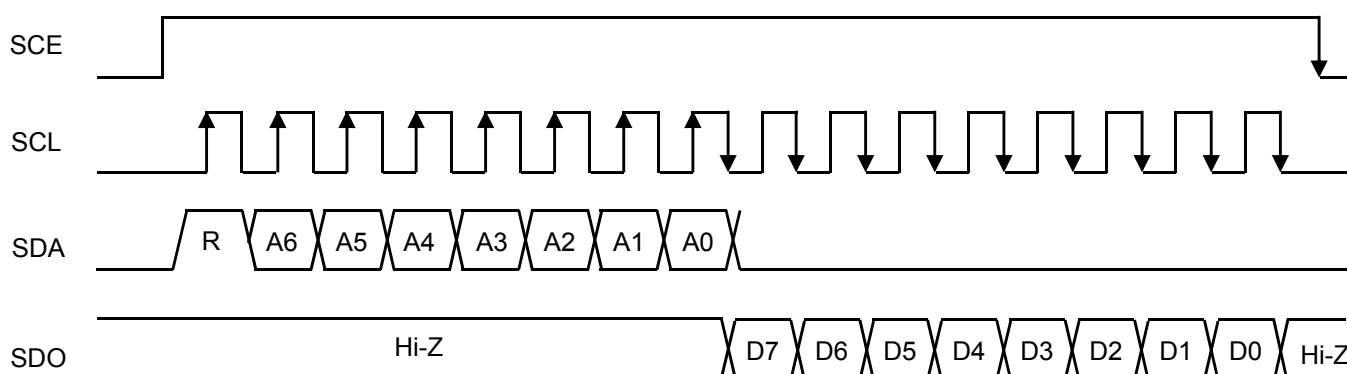 SCE
SCL
SDA R A6 A5 A4 A3 A2 A1 A0
SDO Hi-Z D7 D6 D5 D4 D3 D2 D1 D0 Hi-Z